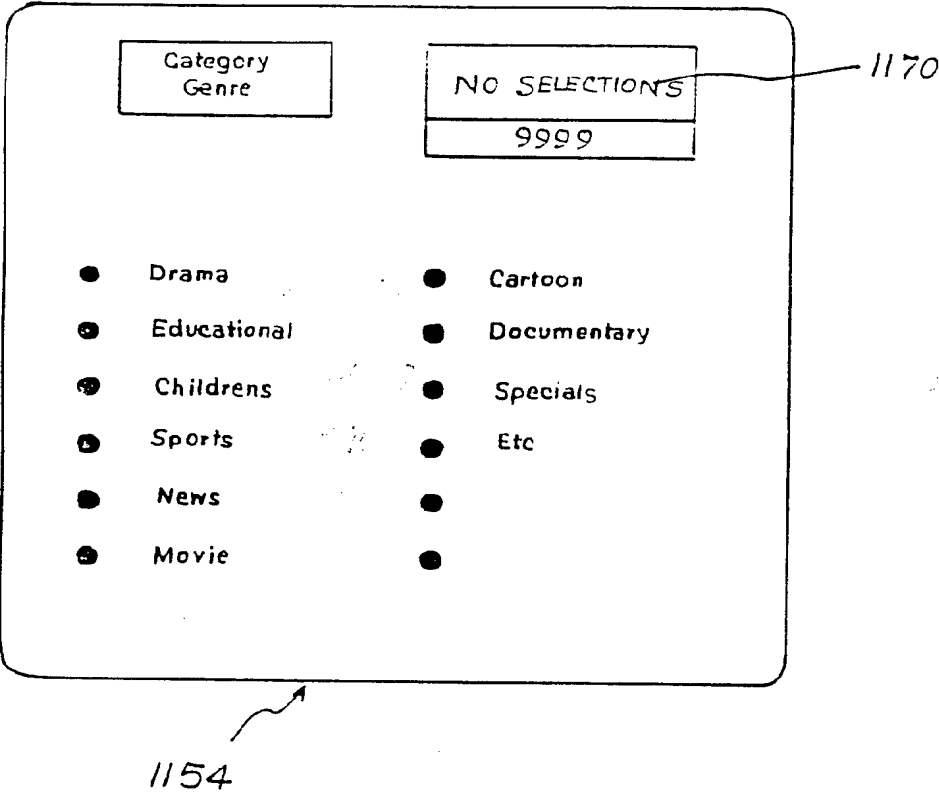 Category
Genre
NO SELECTIONS
1170
9999
Drama
Educational
Childrens
Sports
News
Movie
Cartoon
Documentary
Specials
Etc
1154